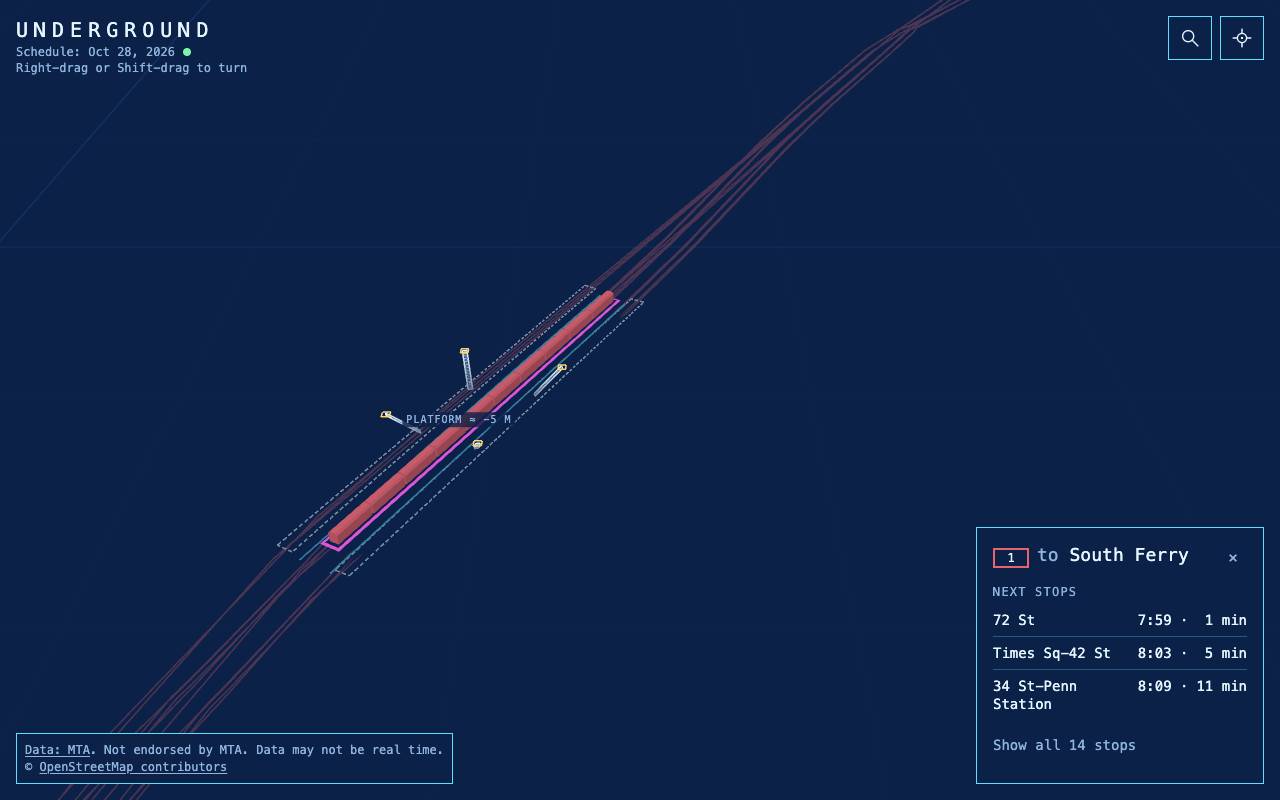 UNDERGROUND
Schedule: Oct 28, 2026
Right-drag or Shift-drag to turn
PLATFORM ≈ -5 M
1 to South Ferry ×
NEXT STOPS
72 St 7:59 · 1 min
Times Sq-42 St 8:03 · 5 min
34 St-Penn Station 8:09 · 11 min
Show all 14 stops
Data: MTA. Not endorsed by MTA. Data may not be real time.
© OpenStreetMap contributors